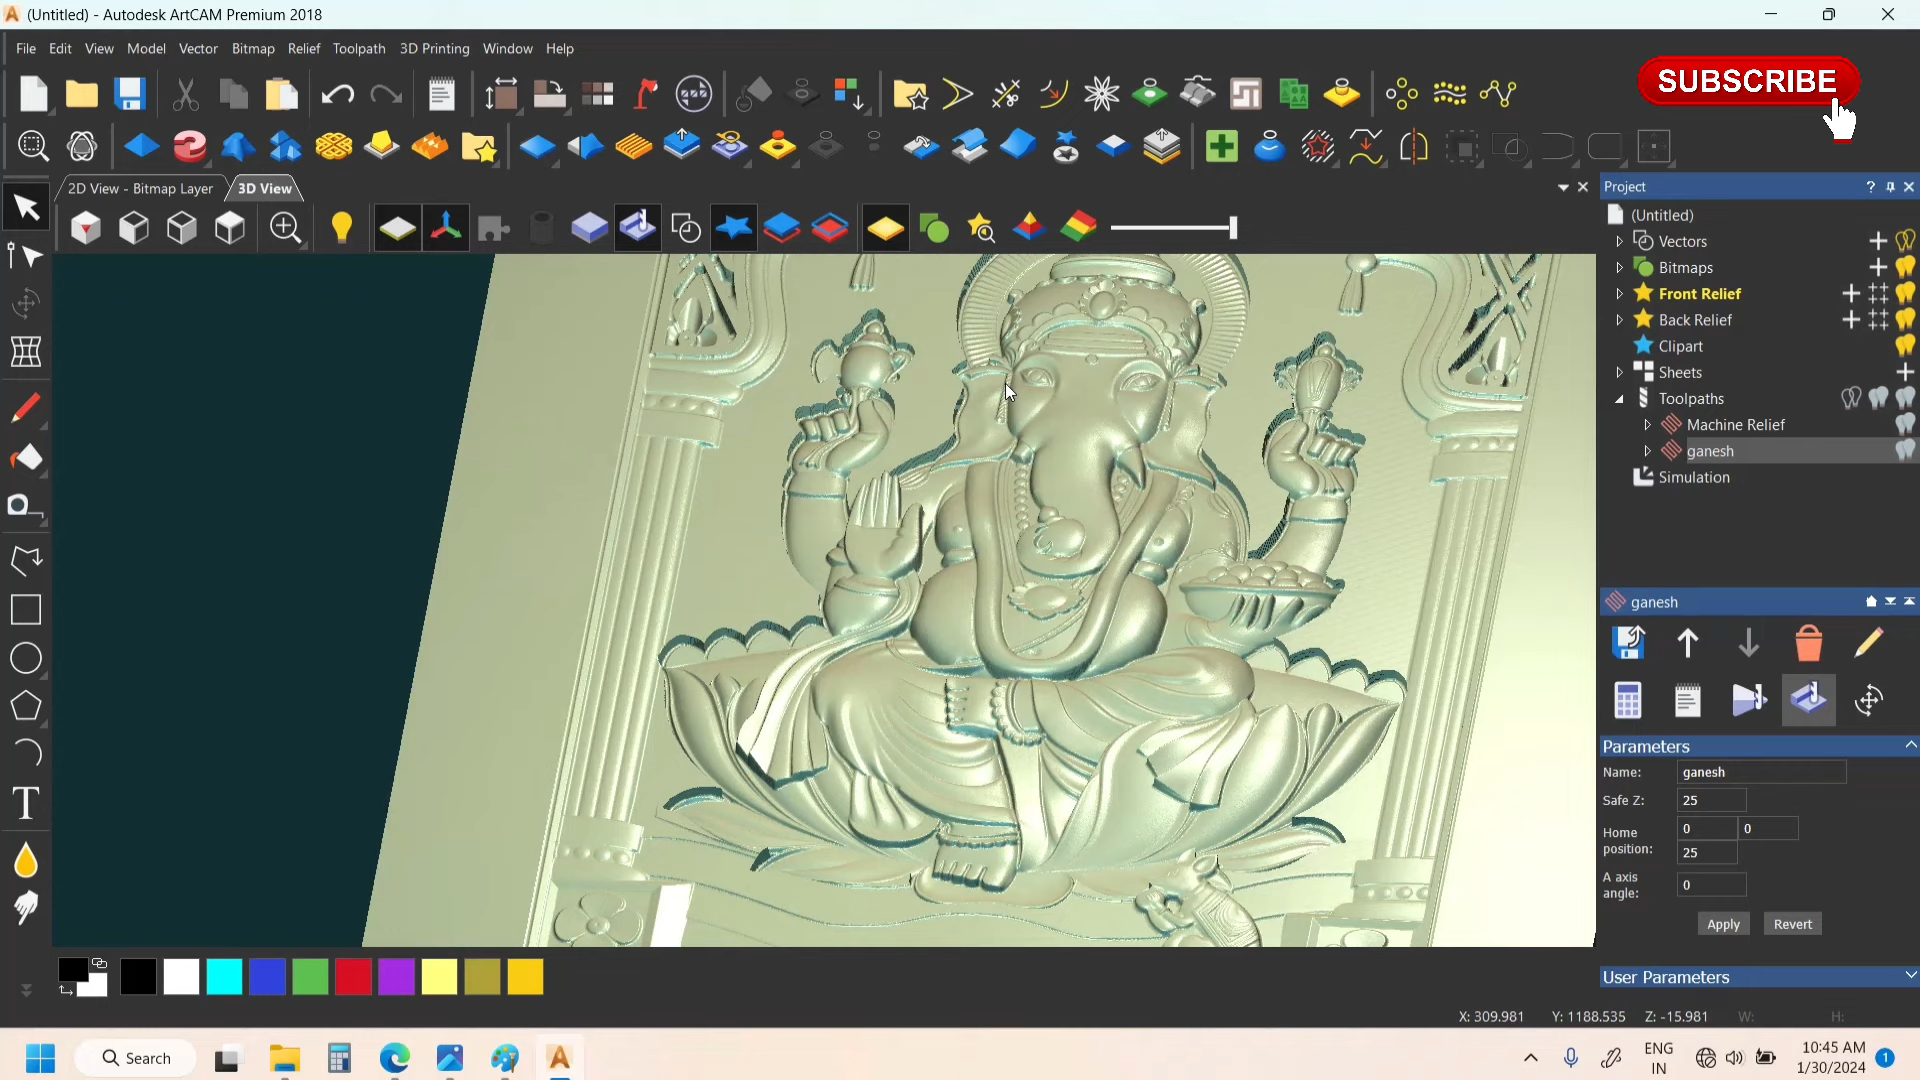 (Untitled) - Autodesk ArtCAM Premium 2018
File Edit View Model Vector Bitmap Relief Toolpath 3D Printing Window Help
SUBSCRIBE
2D View - Bitmap Layer 3D View
Project
(Untitled)
Vectors
Bitmaps
Front Relief
Back Relief
Clipart
Sheets
Toolpaths
Machine Relief
ganesh
Simulation
ganesh
Parameters
Name: ganesh
Safe Z: 25
Home position: 0 0
25
A axis angle: 0
Apply Revert
User Parameters
X: 309.981 Y: 1188.535 Z: -15.981 W: H:
Search
ENG
IN
10:45 AM
1/30/2024
1